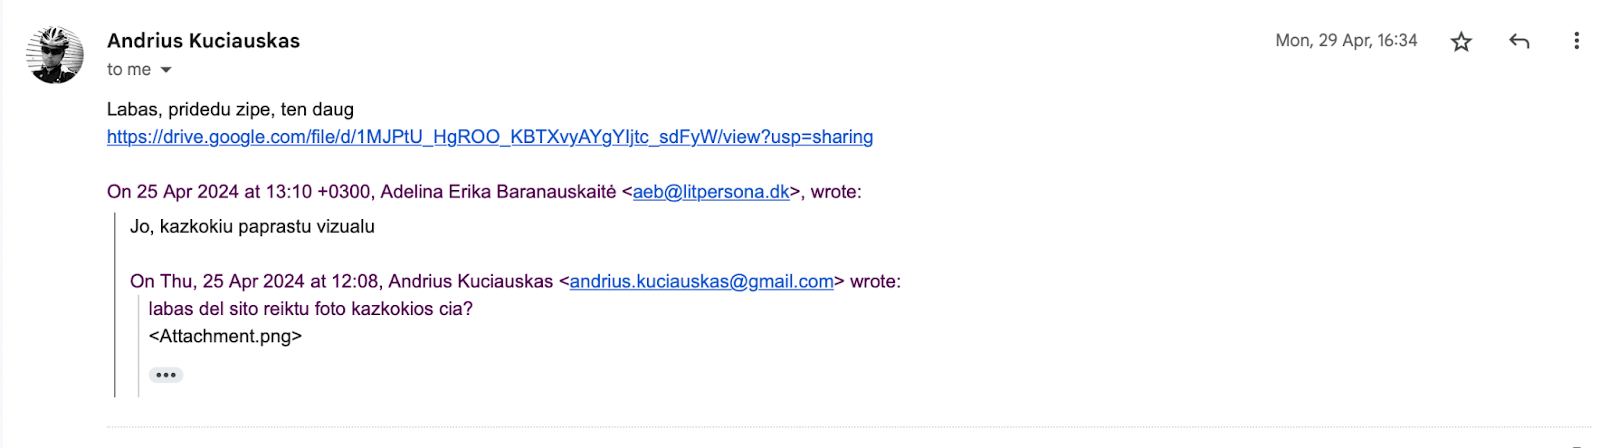 Andrius Kuciauskas
Mon, 29 Apr, 16:34
to me
Labas, pridedu zipe, ten daug
https://drive.google.com/file/d/1MJPtU_HgROO_KBTXvyAYgYIjtc_sdFyW/view?usp=sharing
On 25 Apr 2024 at 13:10 +0300, Adelina Erika Baranauskaitė <aeb@litpersona.dk>, wrote:
Jo, kazkokiu paprastu vizualu
On Thu, 25 Apr 2024 at 12:08, Andrius Kuciauskas <andrius.kuciauskas@gmail.com> wrote:
labas del sito reiktu foto kazkokios cia?
<Attachment.png>